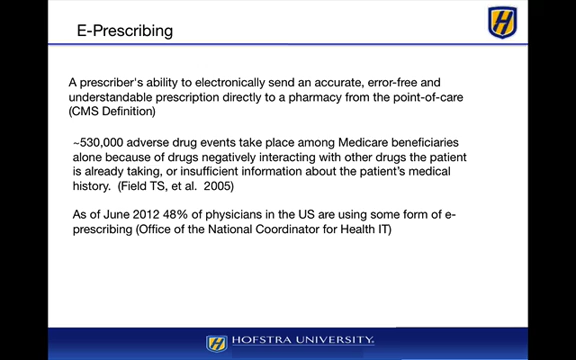 E-Prescribing
A prescriber's ability to electronically send an accurate, error-free and
understandable prescription directly to a pharmacy from the point-of-care
(CMS Definition)
~530,000 adverse drug events take place among Medicare beneficiaries
alone because of drugs negatively interacting with other drugs the patient
is already taking, or insufficient information about the patient's medical
history. (Field TS, et al. 2005)
As of June 2012 48% of physicians in the US are using some form of e-
prescribing (Office of the National Coordinator for Health IT)
HOFSTRA UNIVERSITY